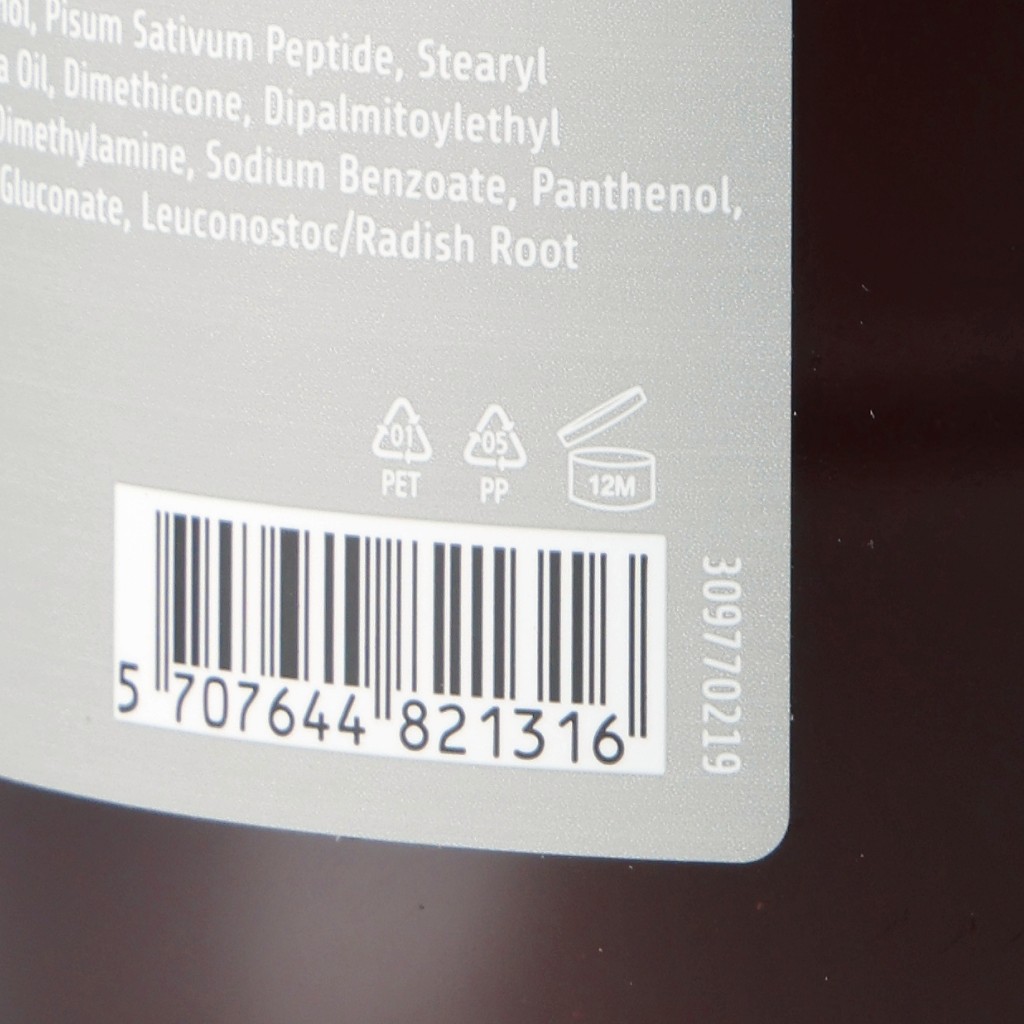 Pisum Sativum Peptide, Stearyl
Oil, Dimethicone, Dipalmitoylethyl
Dimethylamine, Sodium Benzoate, Panthenol,
Gluconate, Leuconostoc/Radish Root
01 05
PET PP 12M
5 707644 821316
309770219